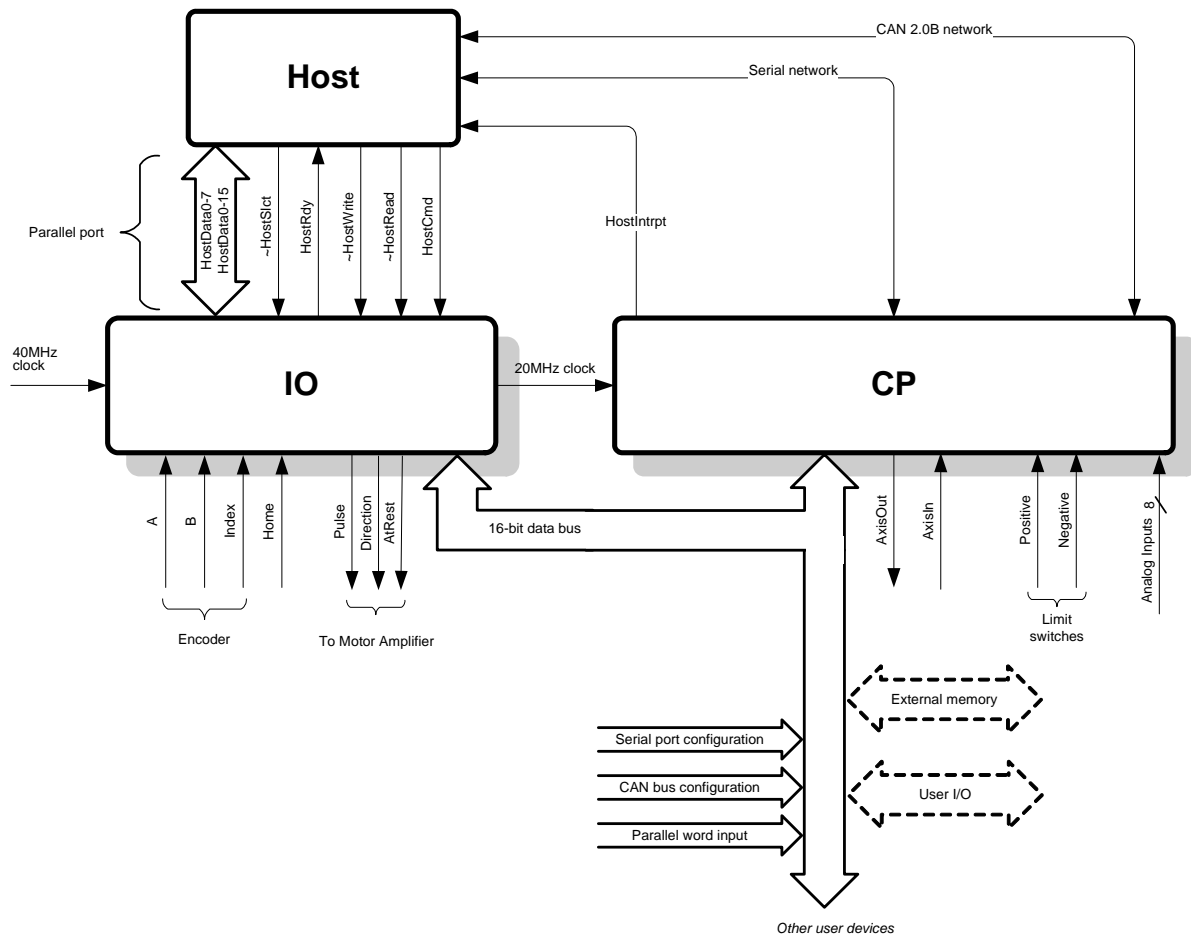 CAN 2.0B network
Host
Serial network
Parallel port
HostData0-7
HostData0-15
~HostSlct
HostRdy
~HostWrite
~HostRead
HostCmd
HostIntrpt
40MHz
clock
IO
20MHz clock
CP
A
B
Index
Home
Pulse
Direction
AtRest
16-bit data bus
AxisOut
AxisIn
Positive
Negative
Analog Inputs 8
Encoder
To Motor Amplifier
Limit
switches
External memory
Serial port configuration
CAN bus configuration
User I/O
Parallel word input
Other user devices